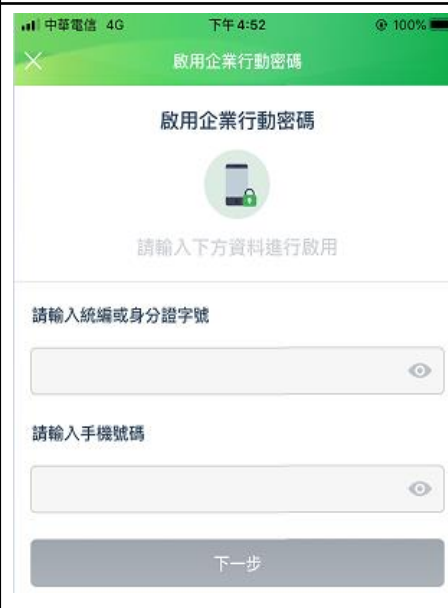 中華電信 4G 下午 4:52 100%
啟用企業行動密碼
啟用企業行動密碼
請輸入下方資料進行啟用
請輸入統編或身分證字號
請輸入手機號碼
下一步